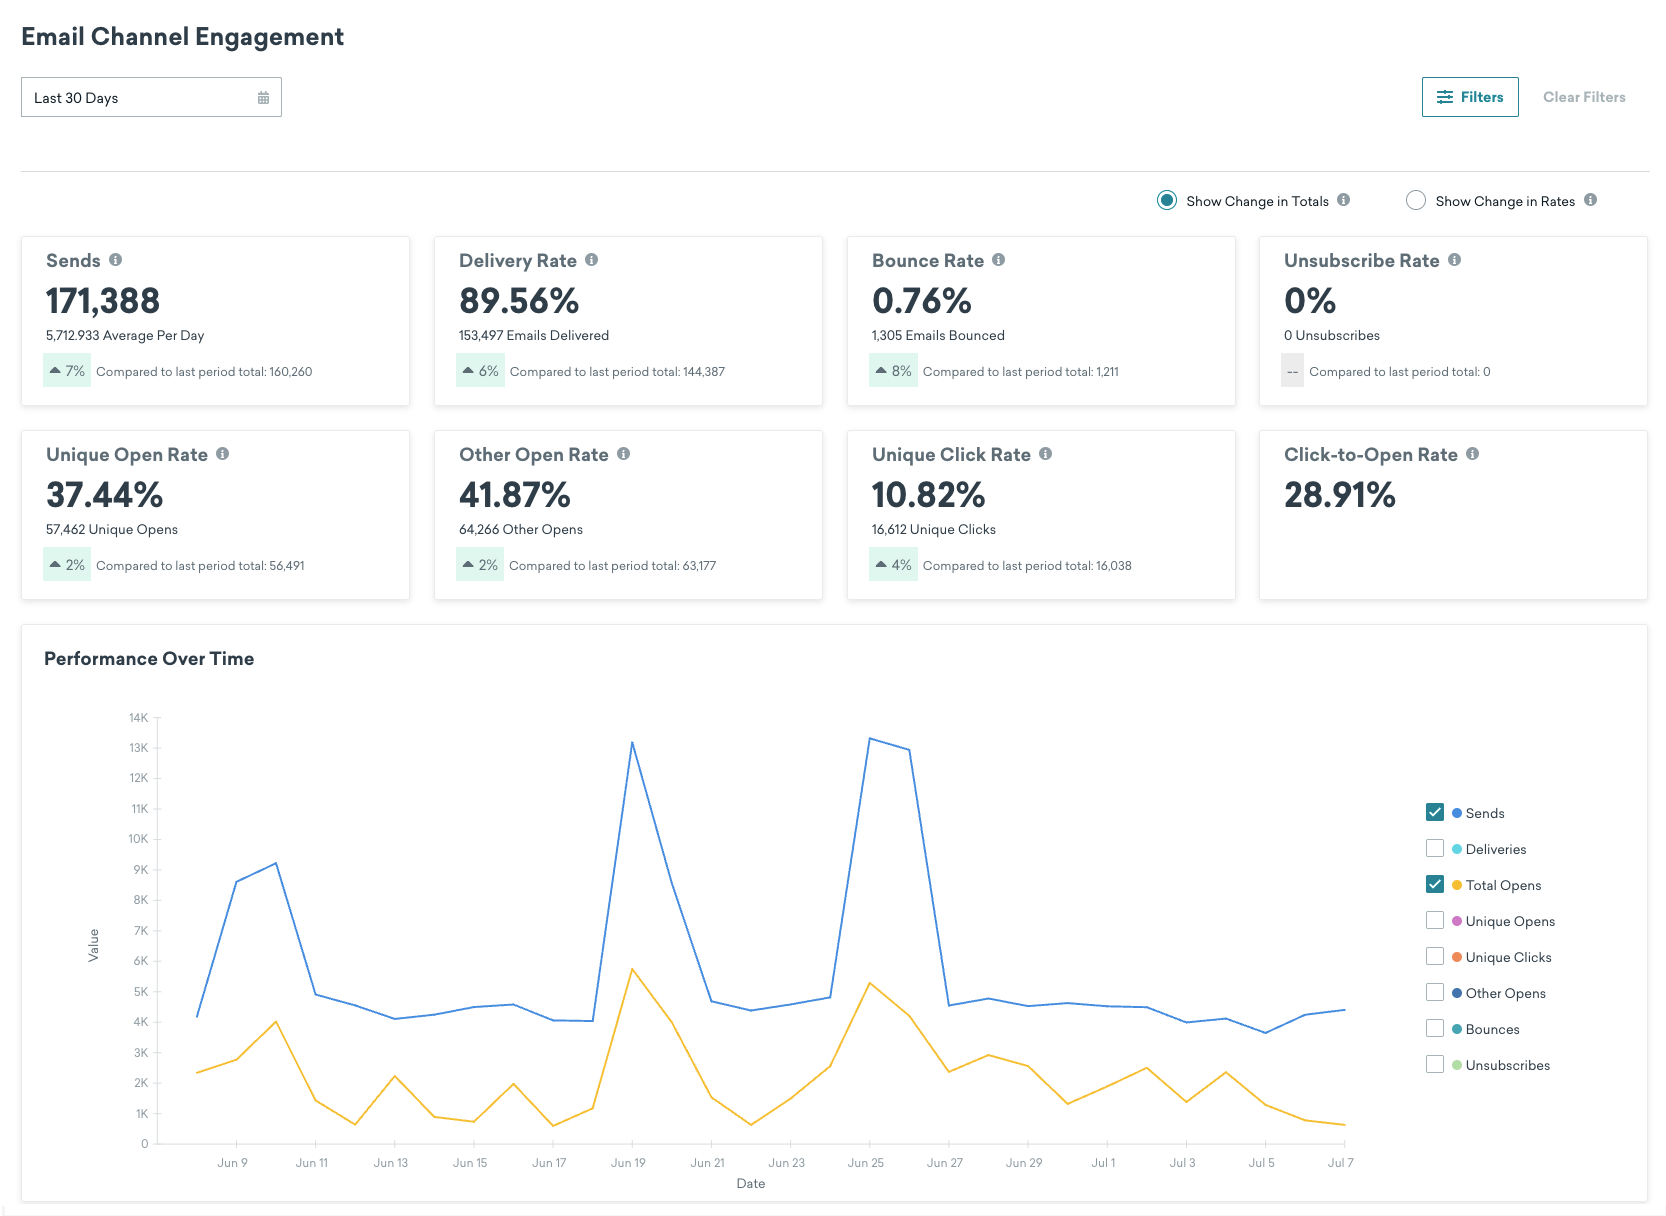 Email Channel Engagement
Last 30 Days
Filters
Clear Filters
Show Change in Totals
Show Change in Rates
Sends
171,388
5,712.933 Average Per Day
7% Compared to last period total: 160,260
Delivery Rate
89.56%
153,497 Emails Delivered
6% Compared to last period total: 144,387
Bounce Rate
0.76%
1,305 Emails Bounced
8% Compared to last period total: 1,211
Unsubscribe Rate
0%
0 Unsubscribes
-- Compared to last period total: 0
Unique Open Rate
37.44%
57,462 Unique Opens
2% Compared to last period total: 56,491
Other Open Rate
41.87%
64,266 Other Opens
2% Compared to last period total: 63,177
Unique Click Rate
10.82%
16,612 Unique Clicks
4% Compared to last period total: 16,038
Click-to-Open Rate
28.91%
Performance Over Time
14K
13K
12K
11K
10K
9K
8K
7K
6K
5K
4K
3K
2K
1K
0
Value
Jun 9 Jun 11 Jun 13 Jun 15 Jun 17 Jun 19 Jun 21 Jun 23 Jun 25 Jun 27 Jun 29 Jul 1 Jul 3 Jul 5 Jul 7
Date
Sends
Deliveries
Total Opens
Unique Opens
Unique Clicks
Other Opens
Bounces
Unsubscribes